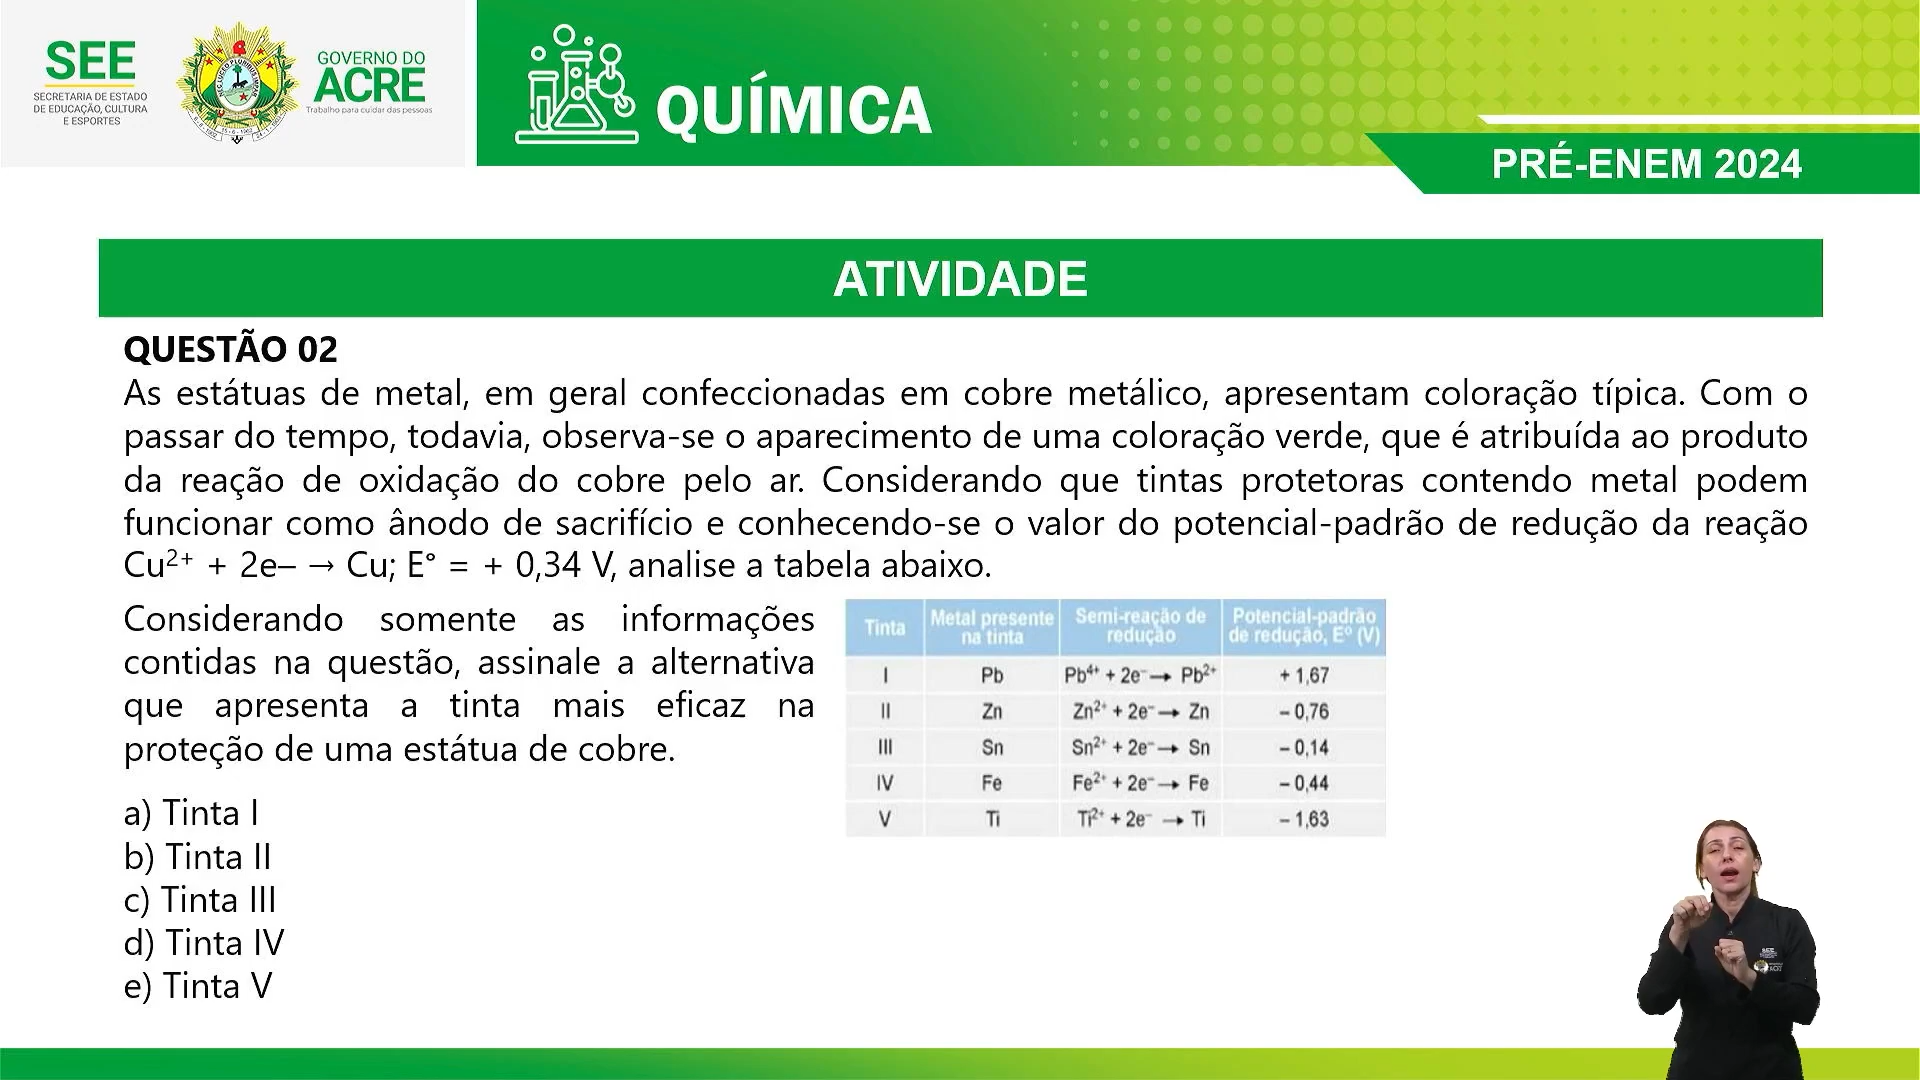 SEE
SECRETARIA DE ESTADO
DE EDUCAÇÃO, CULTURA
E ESPORTES
GOVERNO DO
ACRE
Trabalho para cuidar das pessoas
QUÍMICA
PRÉ-ENEM 2024
ATIVIDADE
QUESTÃO 02
As estátuas de metal, em geral confeccionadas em cobre metálico, apresentam coloração típica. Com o
passar do tempo, todavia, observa-se o aparecimento de uma coloração verde, que é atribuída ao produto
da reação de oxidação do cobre pelo ar. Considerando que tintas protetoras contendo metal podem
funcionar como ânodo de sacrifício e conhecendo-se o valor do potencial-padrão de redução da reação
Cu²⁺ + 2e– → Cu; E° = + 0,34 V, analise a tabela abaixo.
Considerando somente as informações
contidas na questão, assinale a alternativa
que apresenta a tinta mais eficaz na
proteção de uma estátua de cobre.
a) Tinta I
b) Tinta II
c) Tinta III
d) Tinta IV
e) Tinta V
Tinta Metal presente na tinta Semi-reação de redução Potencial-padrão de redução, Eº (V)
I Pb Pb⁴⁺ + 2e⁻ → Pb²⁺ + 1,67
II Zn Zn²⁺ + 2e⁻ → Zn – 0,76
III Sn Sn²⁺ + 2e⁻ → Sn – 0,14
IV Fe Fe²⁺ + 2e⁻ → Fe – 0,44
V Ti Ti²⁺ + 2e⁻ → Ti – 1,63